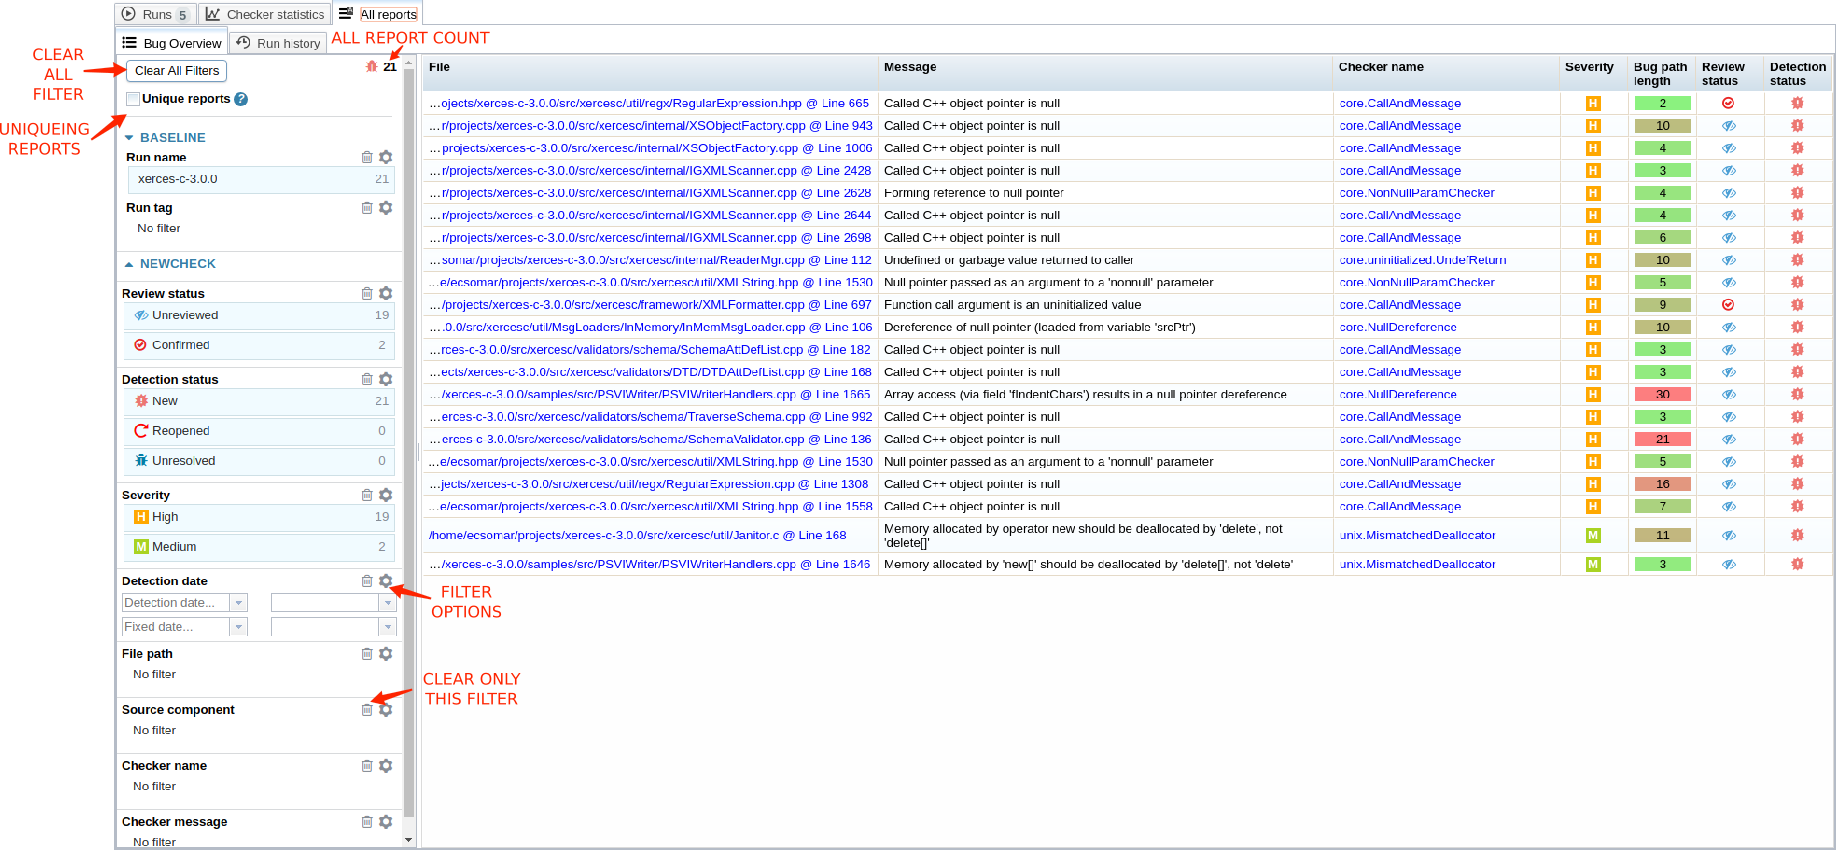 Runs 5 Checker statistics All reports
Bug Overview Run history ALL REPORT COUNT
CLEAR
ALL
FILTER
UNIQUEING
REPORTS
Clear All Filters 21
Unique reports ?
BASELINE
Run name
xerces-c-3.0.0 21
Run tag
No filter
NEWCHECK
Review status
Unreviewed 19
Confirmed 2
Detection status
New 21
Reopened 0
Unresolved 0
Severity
H High 19
M Medium 2
Detection date
Detection date...
Fixed date...
File path
No filter
Source component
No filter
Checker name
No filter
Checker message
No filter
FILTER
OPTIONS
CLEAR ONLY
THIS FILTER
File Message Checker name Severity Bug path length Review status Detection status
...ojects/xerces-c-3.0.0/src/xercesc/util/regx/RegularExpression.hpp @ Line 665 Called C++ object pointer is null core.CallAndMessage H 2
...r/projects/xerces-c-3.0.0/src/xercesc/internal/XSObjectFactory.cpp @ Line 943 Called C++ object pointer is null core.CallAndMessage H 10
...projects/xerces-c-3.0.0/src/xercesc/internal/XSObjectFactory.cpp @ Line 1006 Called C++ object pointer is null core.CallAndMessage H 4
...r/projects/xerces-c-3.0.0/src/xercesc/internal/IGXMLScanner.cpp @ Line 2428 Called C++ object pointer is null core.CallAndMessage H 3
...r/projects/xerces-c-3.0.0/src/xercesc/internal/IGXMLScanner.cpp @ Line 2628 Forming reference to null pointer core.NonNullParamChecker H 4
...r/projects/xerces-c-3.0.0/src/xercesc/internal/IGXMLScanner.cpp @ Line 2644 Called C++ object pointer is null core.CallAndMessage H 4
...r/projects/xerces-c-3.0.0/src/xercesc/internal/IGXMLScanner.cpp @ Line 2698 Called C++ object pointer is null core.CallAndMessage H 6
...somar/projects/xerces-c-3.0.0/src/xercesc/internal/ReaderMgr.cpp @ Line 112 Undefined or garbage value returned to caller core.uninitialized.UndefReturn H 10
...e/ecsomar/projects/xerces-c-3.0.0/src/xercesc/util/XMLString.hpp @ Line 1530 Null pointer passed as an argument to a 'nonnull' parameter core.NonNullParamChecker H 5
.../projects/xerces-c-3.0.0/src/xercesc/framework/XMLFormatter.cpp @ Line 697 Function call argument is an uninitialized value core.CallAndMessage H 9
....0.0/src/xercesc/util/MsgLoaders/InMemory/InMemMsgLoader.cpp @ Line 106 Dereference of null pointer (loaded from variable 'srcPtr') core.NullDereference H 10
...rces-c-3.0.0/src/xercesc/validators/schema/SchemaAttDefList.cpp @ Line 182 Called C++ object pointer is null core.CallAndMessage H 3
...ects/xerces-c-3.0.0/src/xercesc/validators/DTD/DTDAttDefList.cpp @ Line 168 Called C++ object pointer is null core.CallAndMessage H 3
.../xerces-c-3.0.0/samples/src/PSVIWriter/PSVIWriterHandlers.cpp @ Line 1665 Array access (via field 'fIndentChars') results in a null pointer dereference core.NullDereference H 30
...erces-c-3.0.0/src/xercesc/validators/schema/TraverseSchema.cpp @ Line 992 Called C++ object pointer is null core.CallAndMessage H 3
...erces-c-3.0.0/src/xercesc/validators/schema/SchemaValidator.cpp @ Line 136 Called C++ object pointer is null core.CallAndMessage H 21
...e/ecsomar/projects/xerces-c-3.0.0/src/xercesc/util/XMLString.hpp @ Line 1530 Null pointer passed as an argument to a 'nonnull' parameter core.NonNullParamChecker H 5
...jects/xerces-c-3.0.0/src/xercesc/util/regx/RegularExpression.cpp @ Line 1308 Called C++ object pointer is null core.CallAndMessage H 16
...e/ecsomar/projects/xerces-c-3.0.0/src/xercesc/util/XMLString.hpp @ Line 1558 Called C++ object pointer is null core.CallAndMessage H 7
/home/ecsomar/projects/xerces-c-3.0.0/src/xercesc/util/Janitor.c @ Line 168 Memory allocated by operator new should be deallocated by 'delete', not 'delete[]' unix.MismatchedDeallocator M 11
.../xerces-c-3.0.0/samples/src/PSVIWriter/PSVIWriterHandlers.cpp @ Line 1646 Memory allocated by 'new[]' should be deallocated by 'delete[]', not 'delete' unix.MismatchedDeallocator M 3